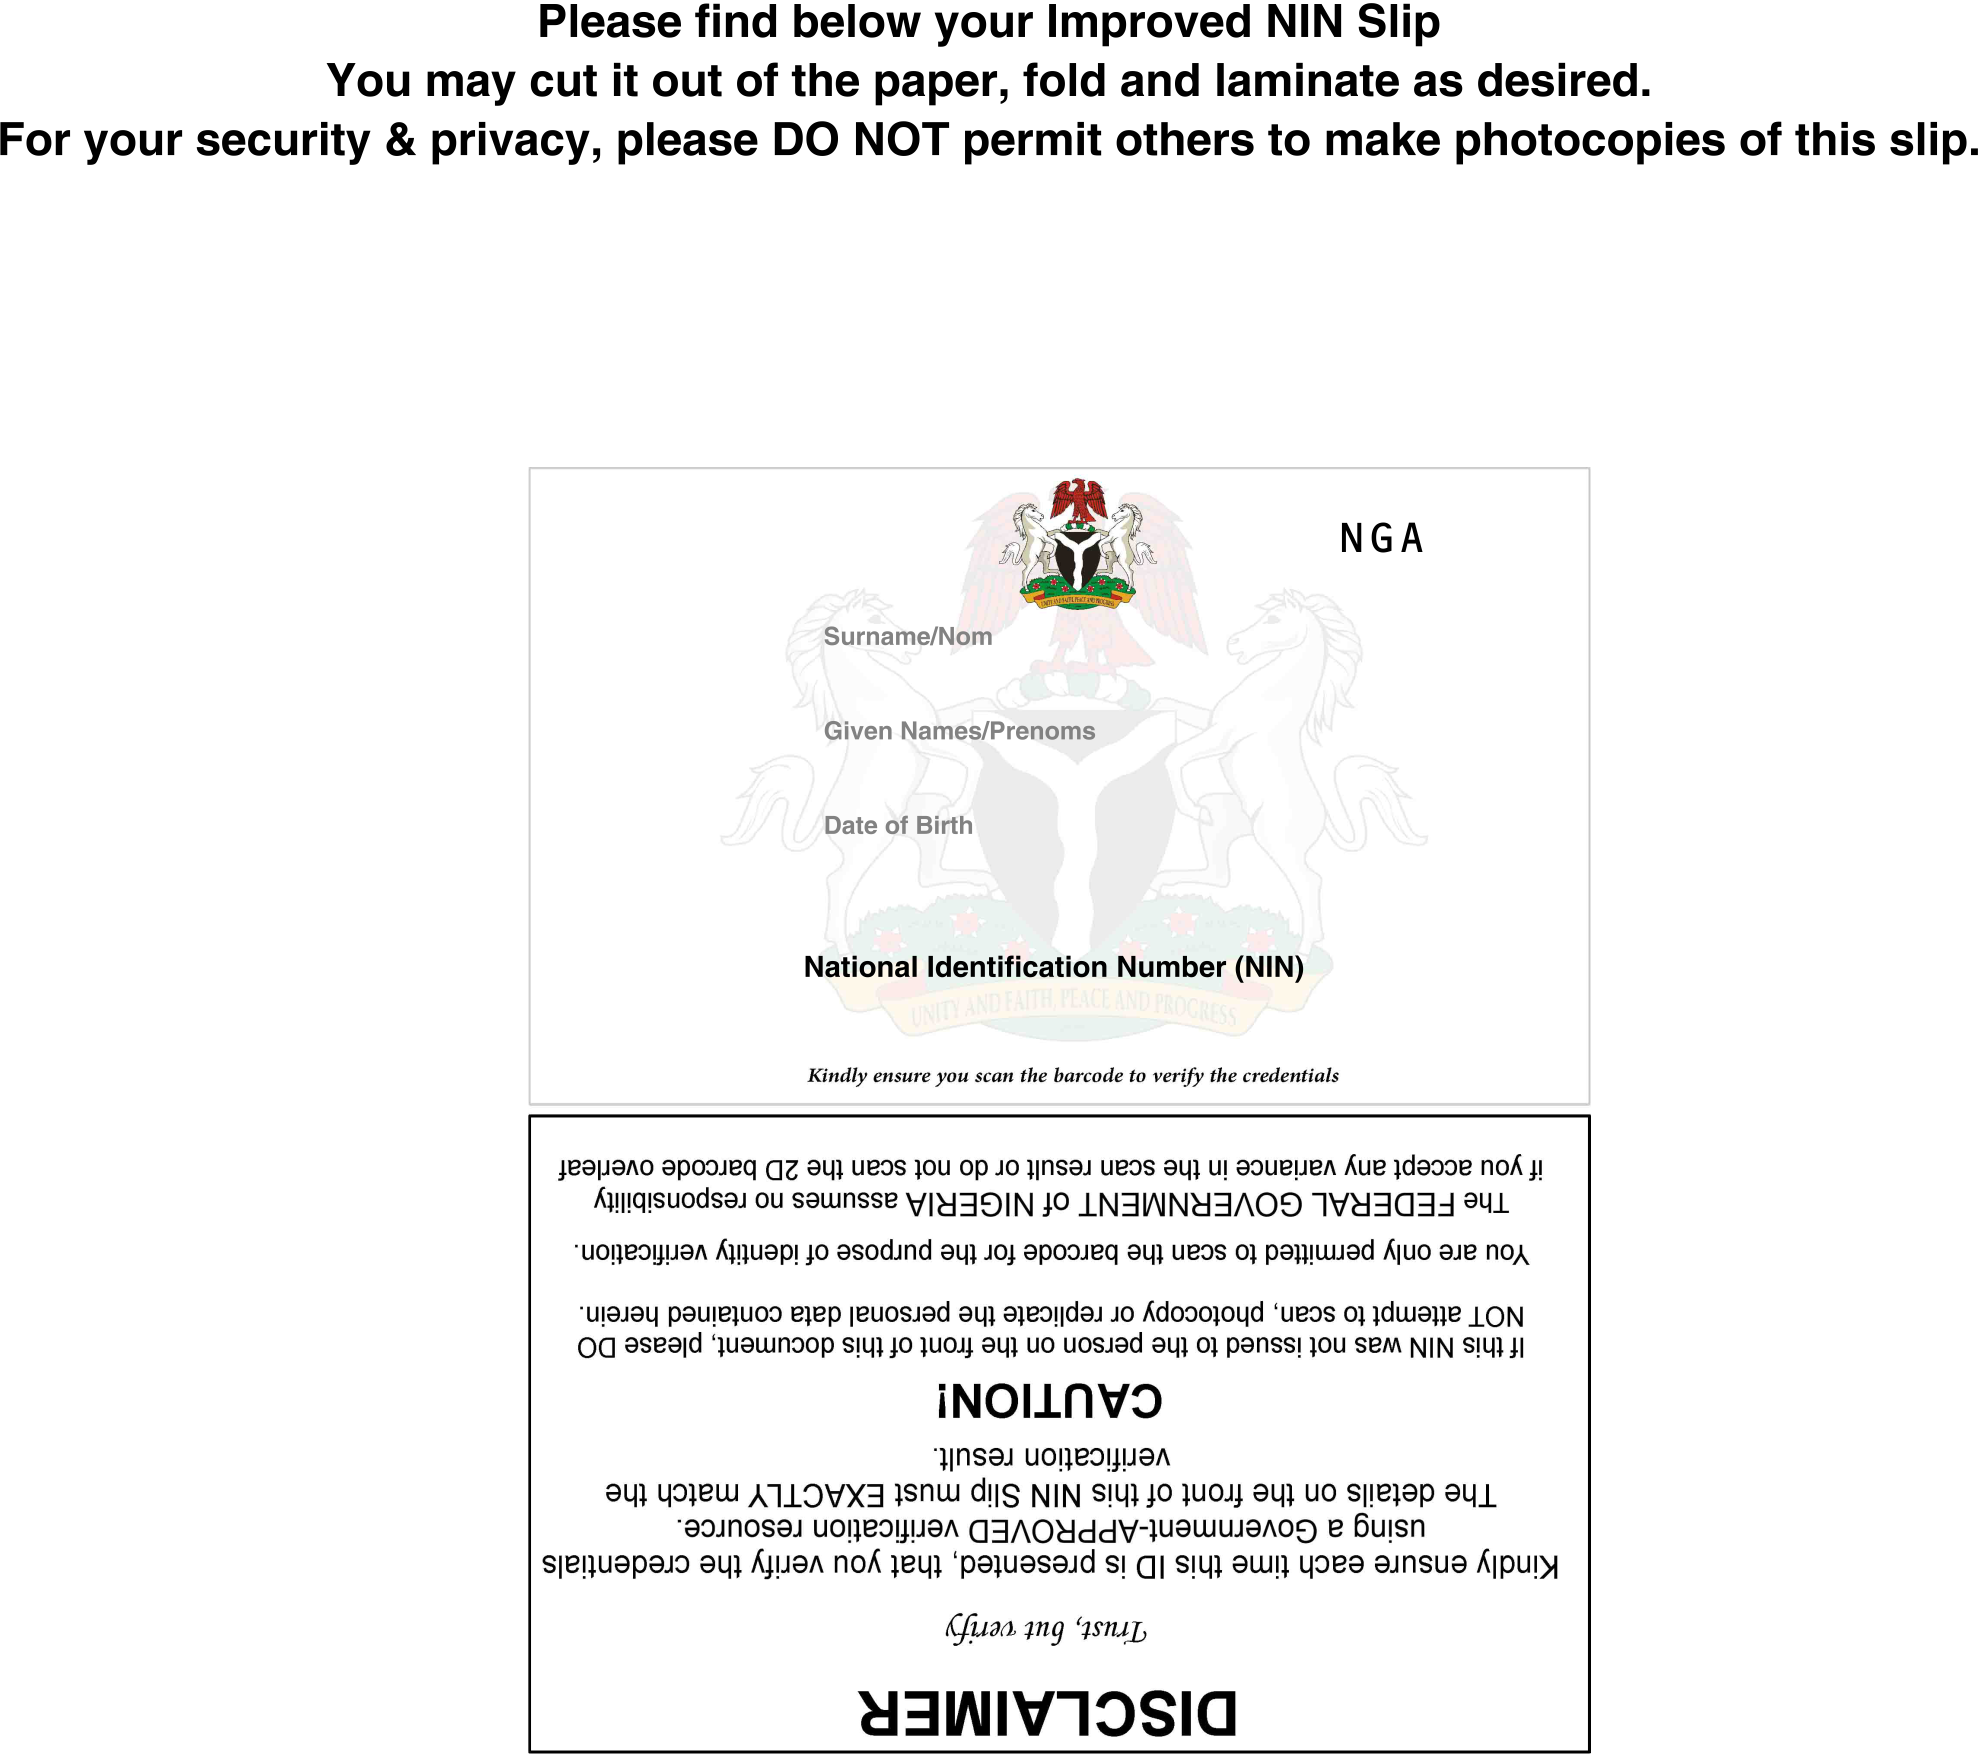 Please find below your Improved NIN Slip
You may cut it out of the paper, fold and laminate as desired.
For your security & privacy, please DO NOT permit others to make photocopies of this slip.
NGA
UNITY AND FAITH, PEACE AND PROGRESS
Surname/Nom
Given Names/Prenoms
Date of Birth
National Identification Number (NIN)
UNITY AND FAITH, PEACE AND PROGRESS
Kindly ensure you scan the barcode to verify the credentials
DISCLAIMER
Trust, but verify
Kindly ensure each time this ID is presented, that you verify the credentials
using a Government-APPROVED verification resource.
The details on the front of this NIN Slip must EXACTLY match the
verification result.
CAUTION!
If this NIN was not issued to the person on the front of this document, please DO
NOT attempt to scan, photocopy or replicate the personal data contained herein.
You are only permitted to scan the barcode for the purpose of identity verification.
The FEDERAL GOVERNMENT of NIGERIA assumes no responsibility
if you accept any variance in the scan result or do not scan the 2D barcode overleaf